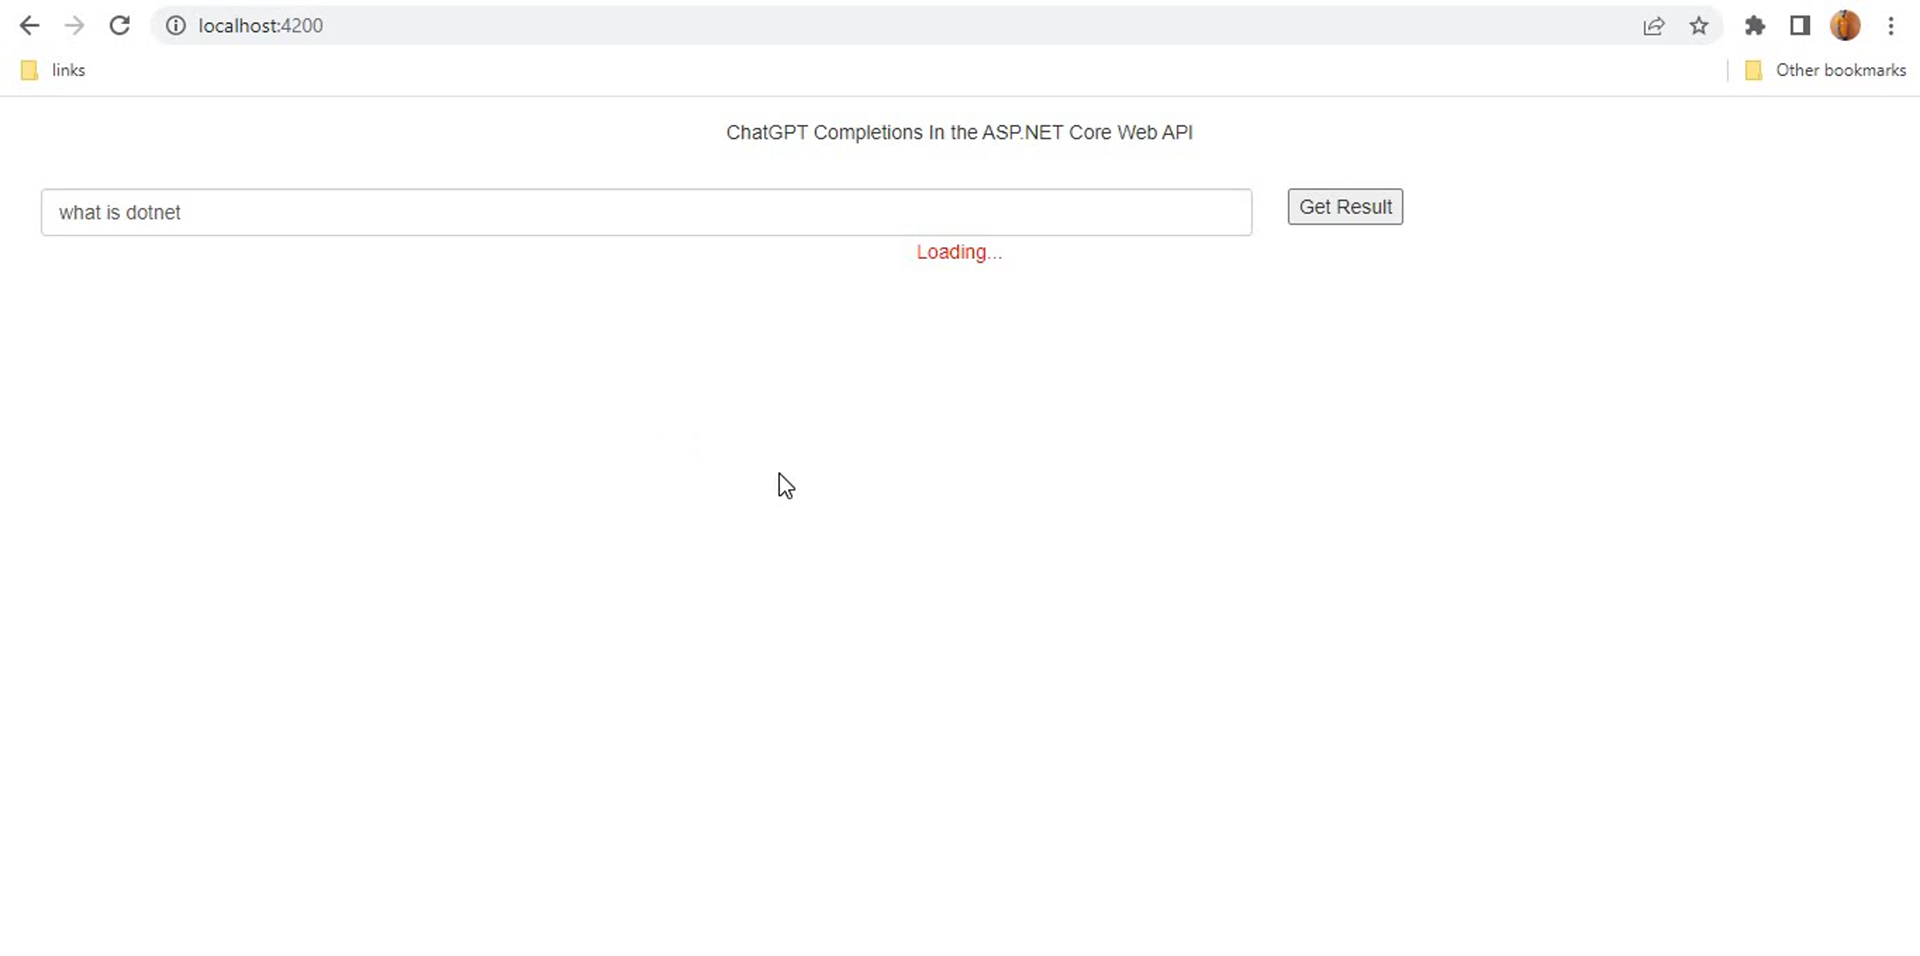 localhost:4200
links
Other bookmarks
ChatGPT Completions In the ASP.NET Core Web API
what is dotnet
Get Result
Loading...